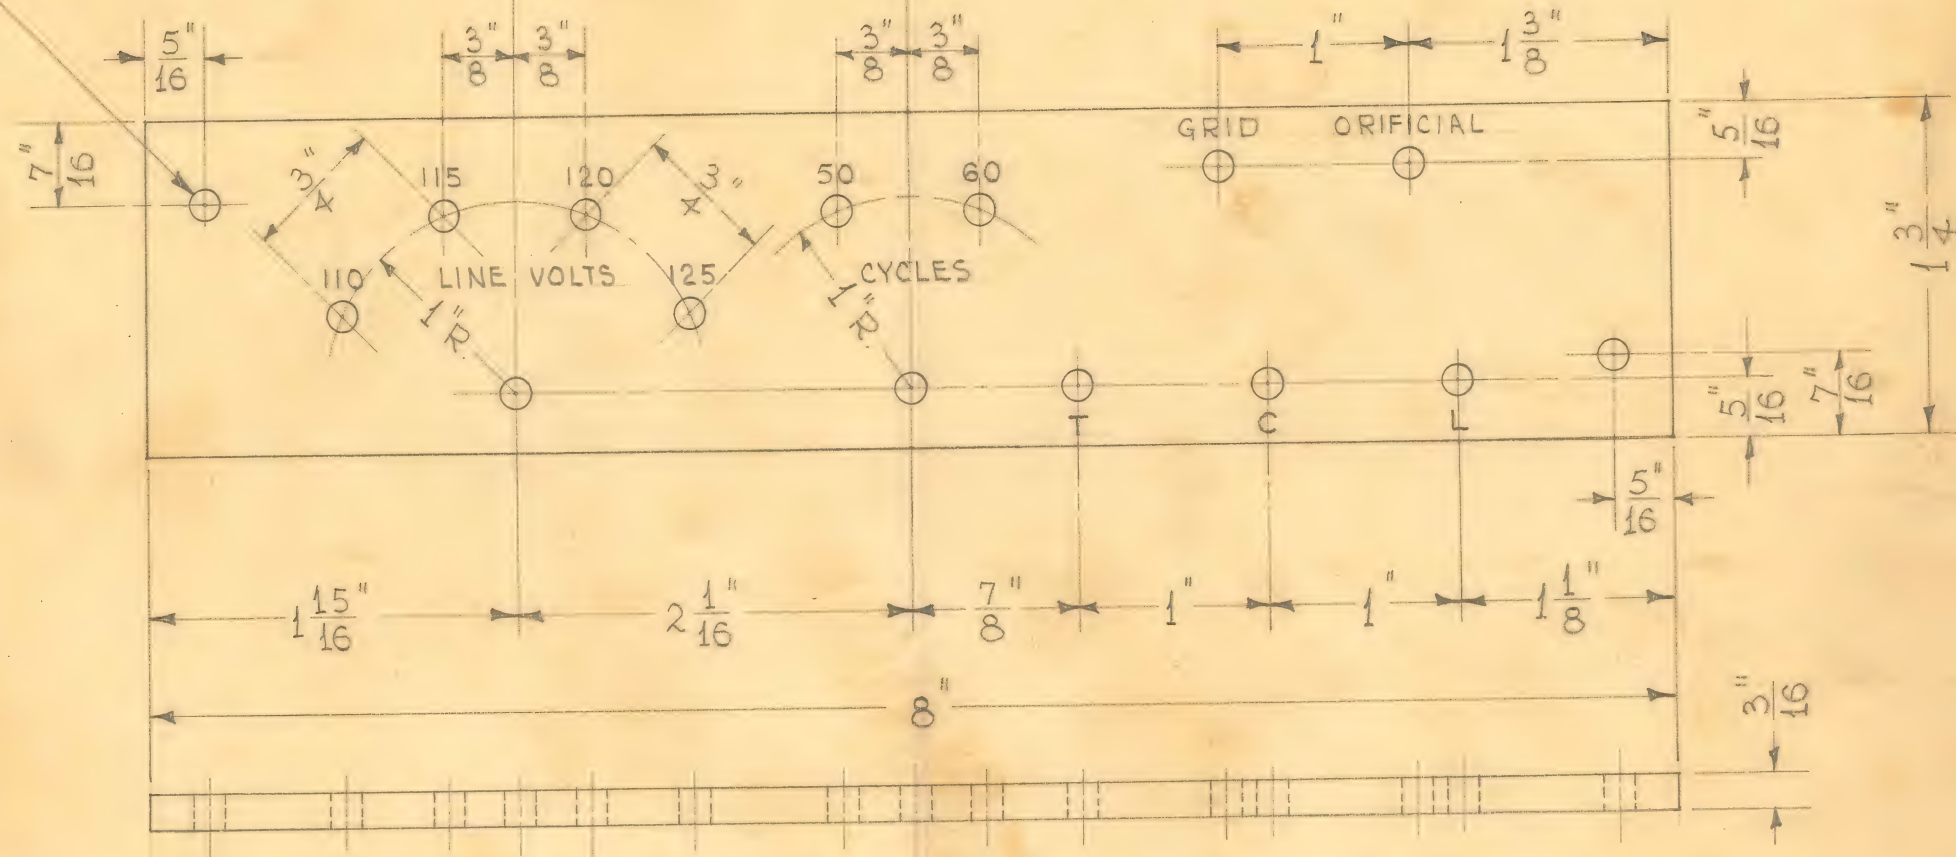 5/16" 3/8" 3/8" 3/8" 3/8" 1" 1 3/8"
GRID ORIFICIAL
7/16" 3/4" 115 120 3/4" 50 60 5/16"
110 LINE VOLTS 125 CYCLES 1 3/4"
1" R. 1" R.
T C L 5/16" 7/16"
5/16"
1 15/16" 2 1/16" 7/8" 1" 1" 1 1/8"
8" 3/16"